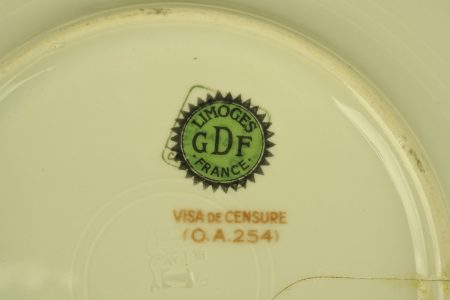 LIMOGES
GDF
· FRANCE ·
VISA DE CENSURE
(O.A.254)